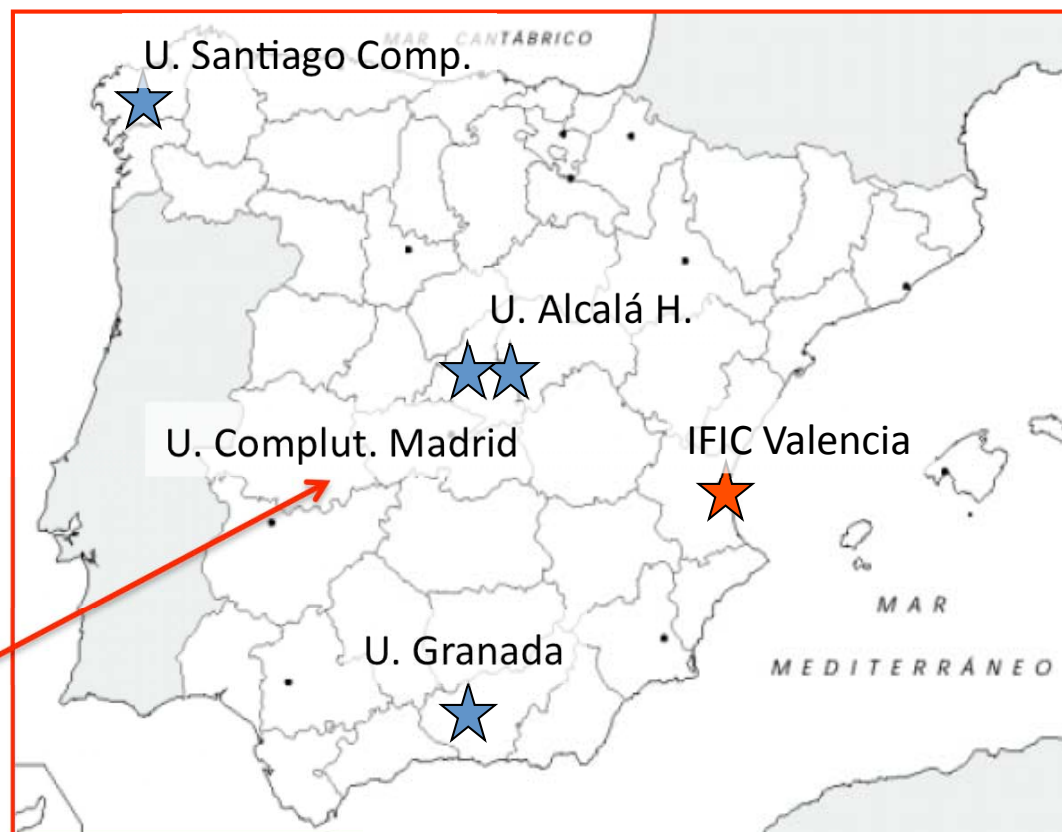 MAR CANTÁBRICO
U. Santiago Comp.
U. Alcalá H.
U. Complut. Madrid
IFIC Valencia
MAR
MEDITERRÁNEO
U. Granada